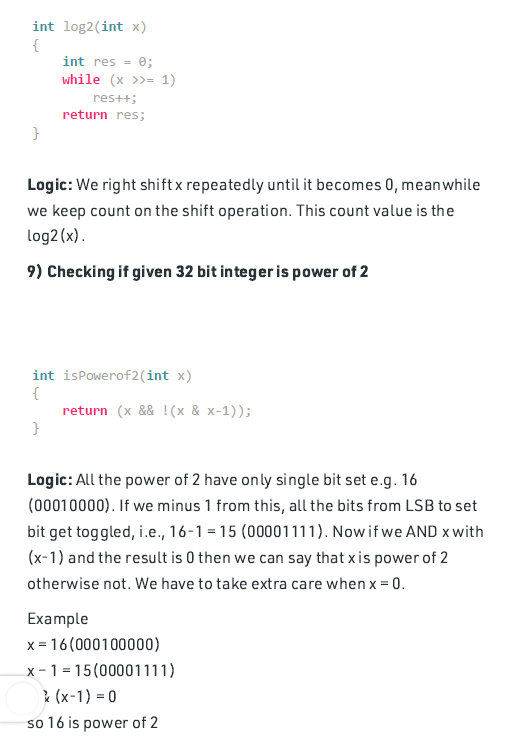 int log2(int x)
{
    int res = 0;
    while (x >>= 1)
        res++;
    return res;
}
Logic: We right shift x repeatedly until it becomes 0, meanwhile
we keep count on the shift operation. This count value is the
log2(x).
9) Checking if given 32 bit integer is power of 2
int isPowerof2(int x)
{
    return (x && !(x & x-1));
}
Logic: All the power of 2 have only single bit set e.g. 16
(00010000). If we minus 1 from this, all the bits from LSB to set
bit get toggled, i.e., 16-1 = 15 (00001111). Now if we AND x with
(x-1) and the result is 0 then we can say that x is power of 2
otherwise not. We have to take extra care when x = 0.
Example
x = 16(000100000)
x - 1 = 15(00001111)
& (x-1) = 0
so 16 is power of 2